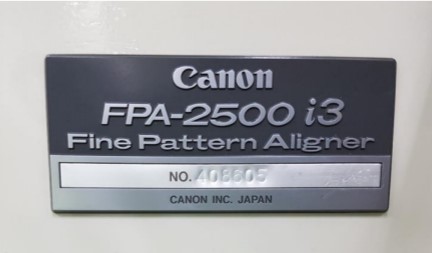 Canon
FPA-2500 i3
Fine Pattern Aligner
NO. 408605
CANON INC. JAPAN